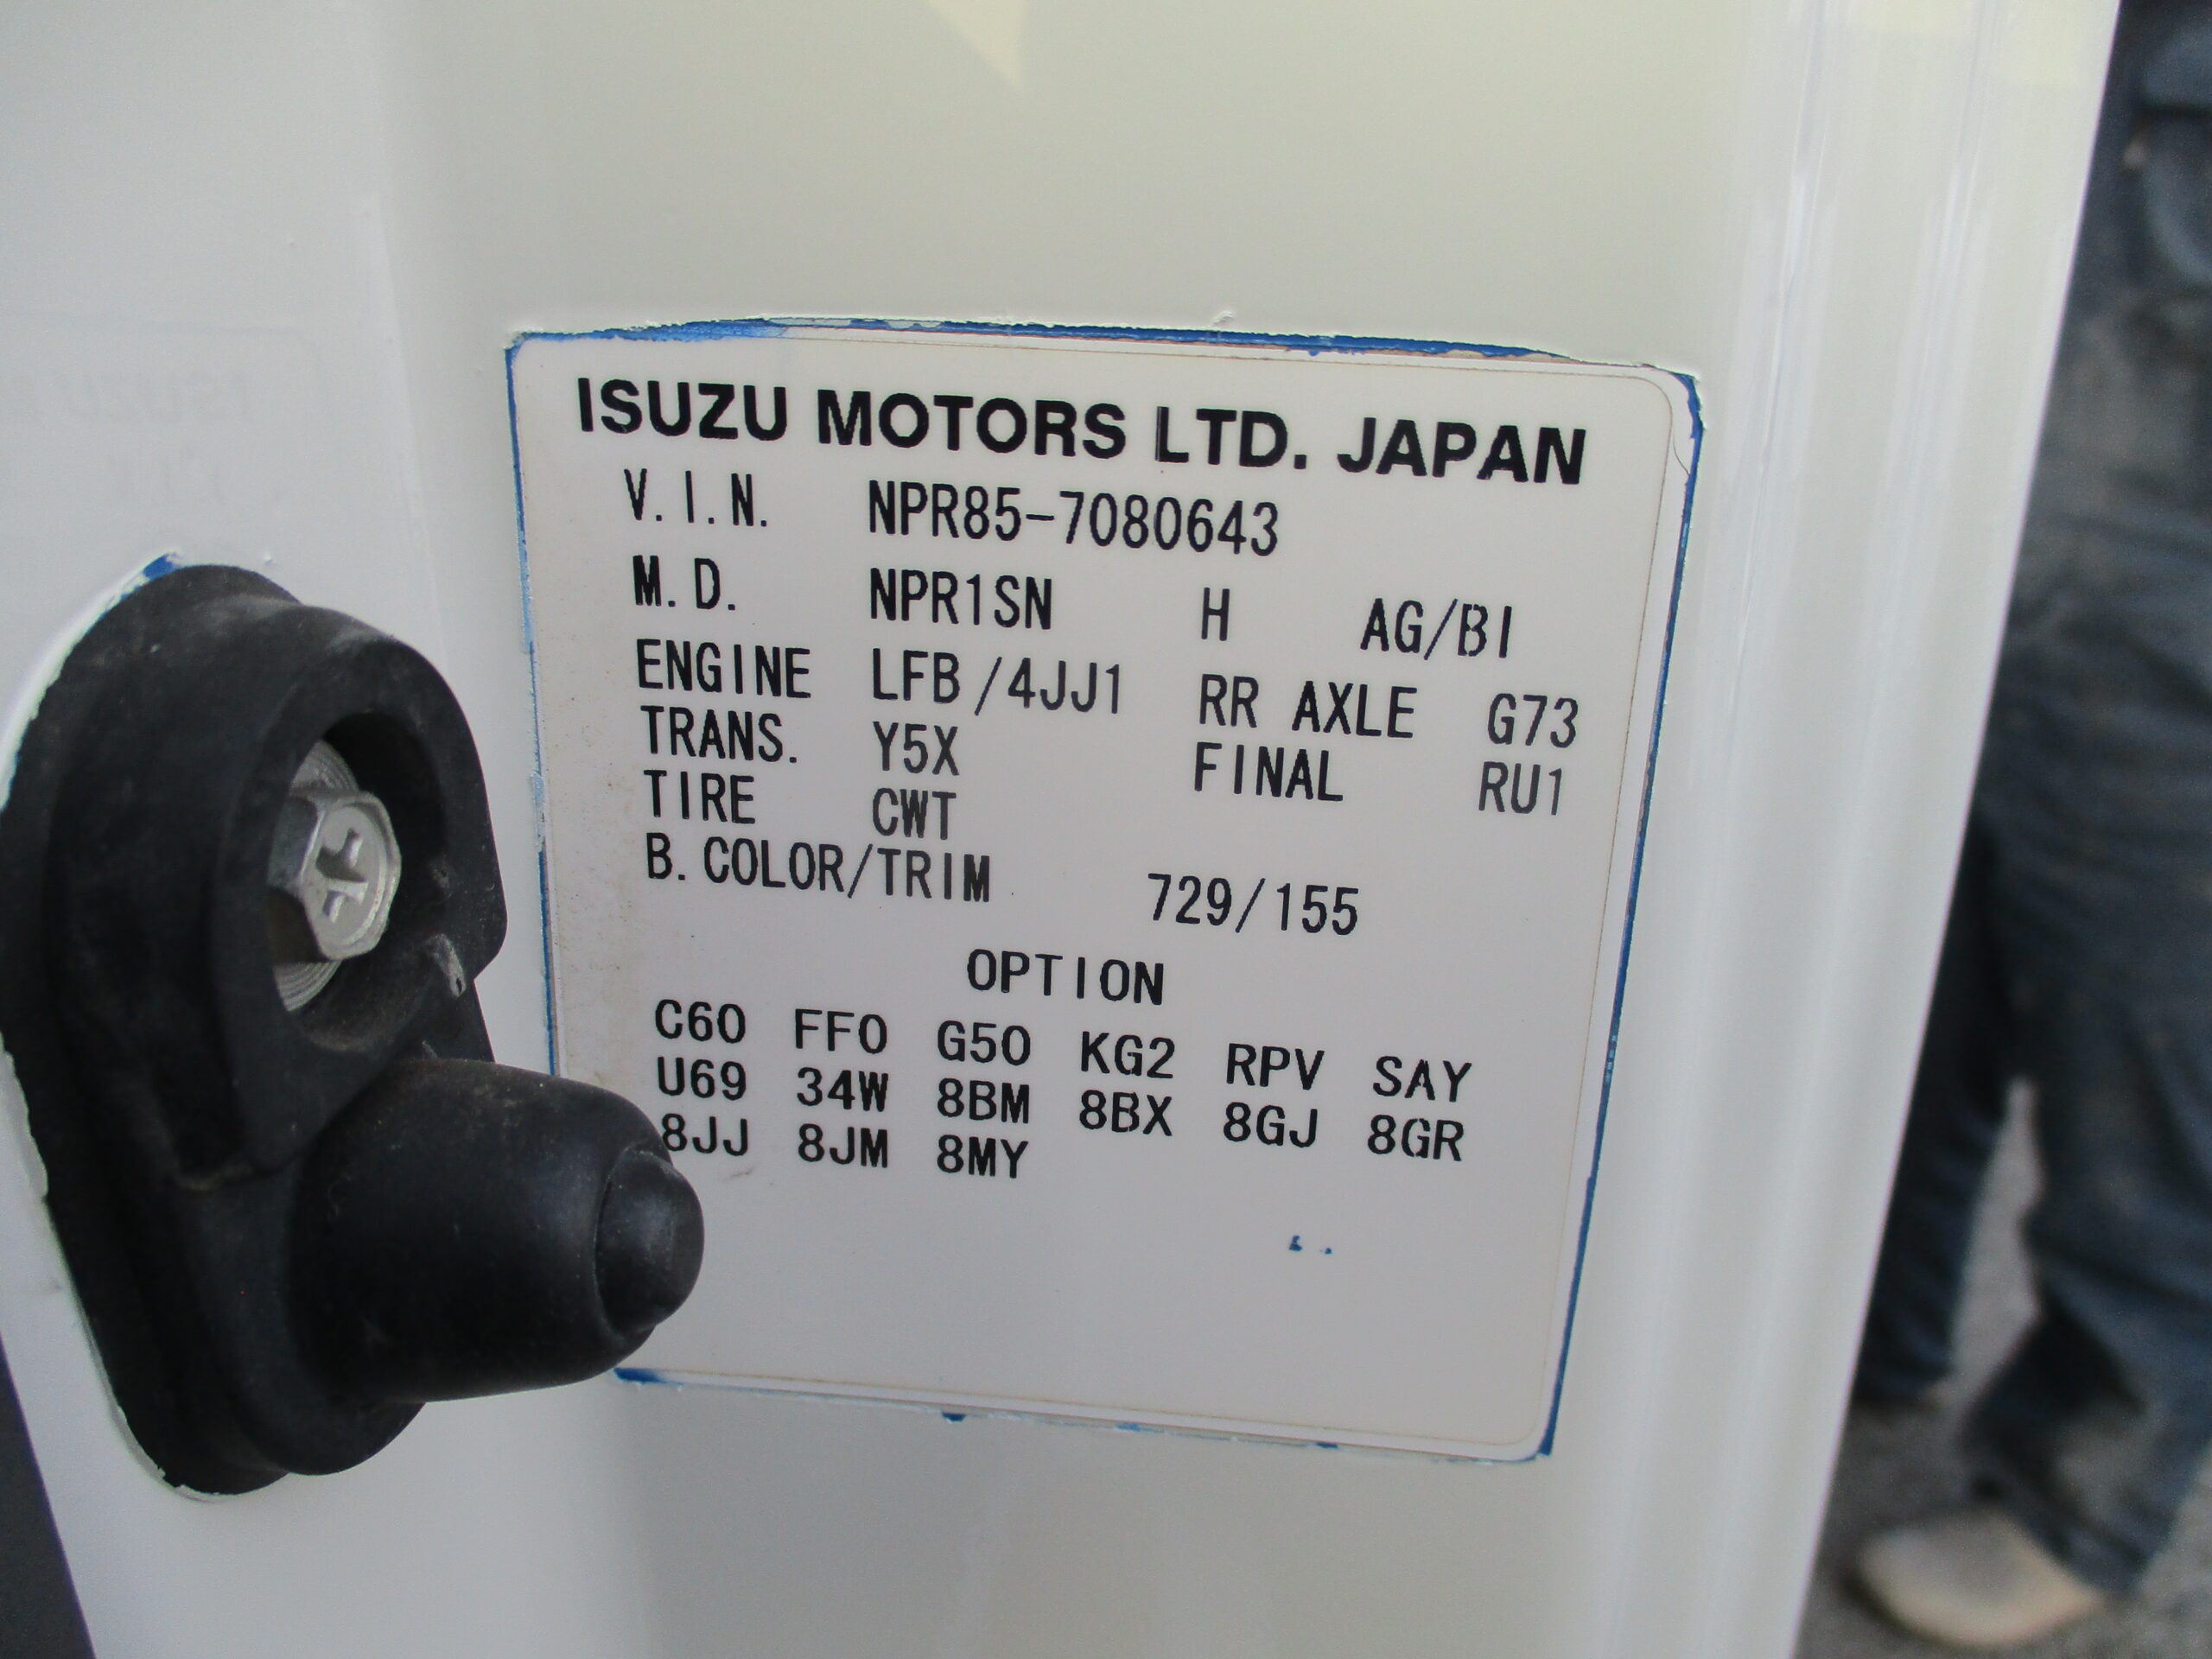 ISUZU MOTORS LTD. JAPAN
V.I.N. NPR85-7080643
M.D. NPR1SN H AG/BI
ENGINE LFB/4JJ1 RR AXLE G73
TRANS. Y5X FINAL RU1
TIRE CWT
B.COLOR/TRIM 729/155
OPTION
C60 FF0 G50 KG2 RPV SAY
U69 34W 8BM 8BX 8GJ 8GR
8JJ 8JM 8MY